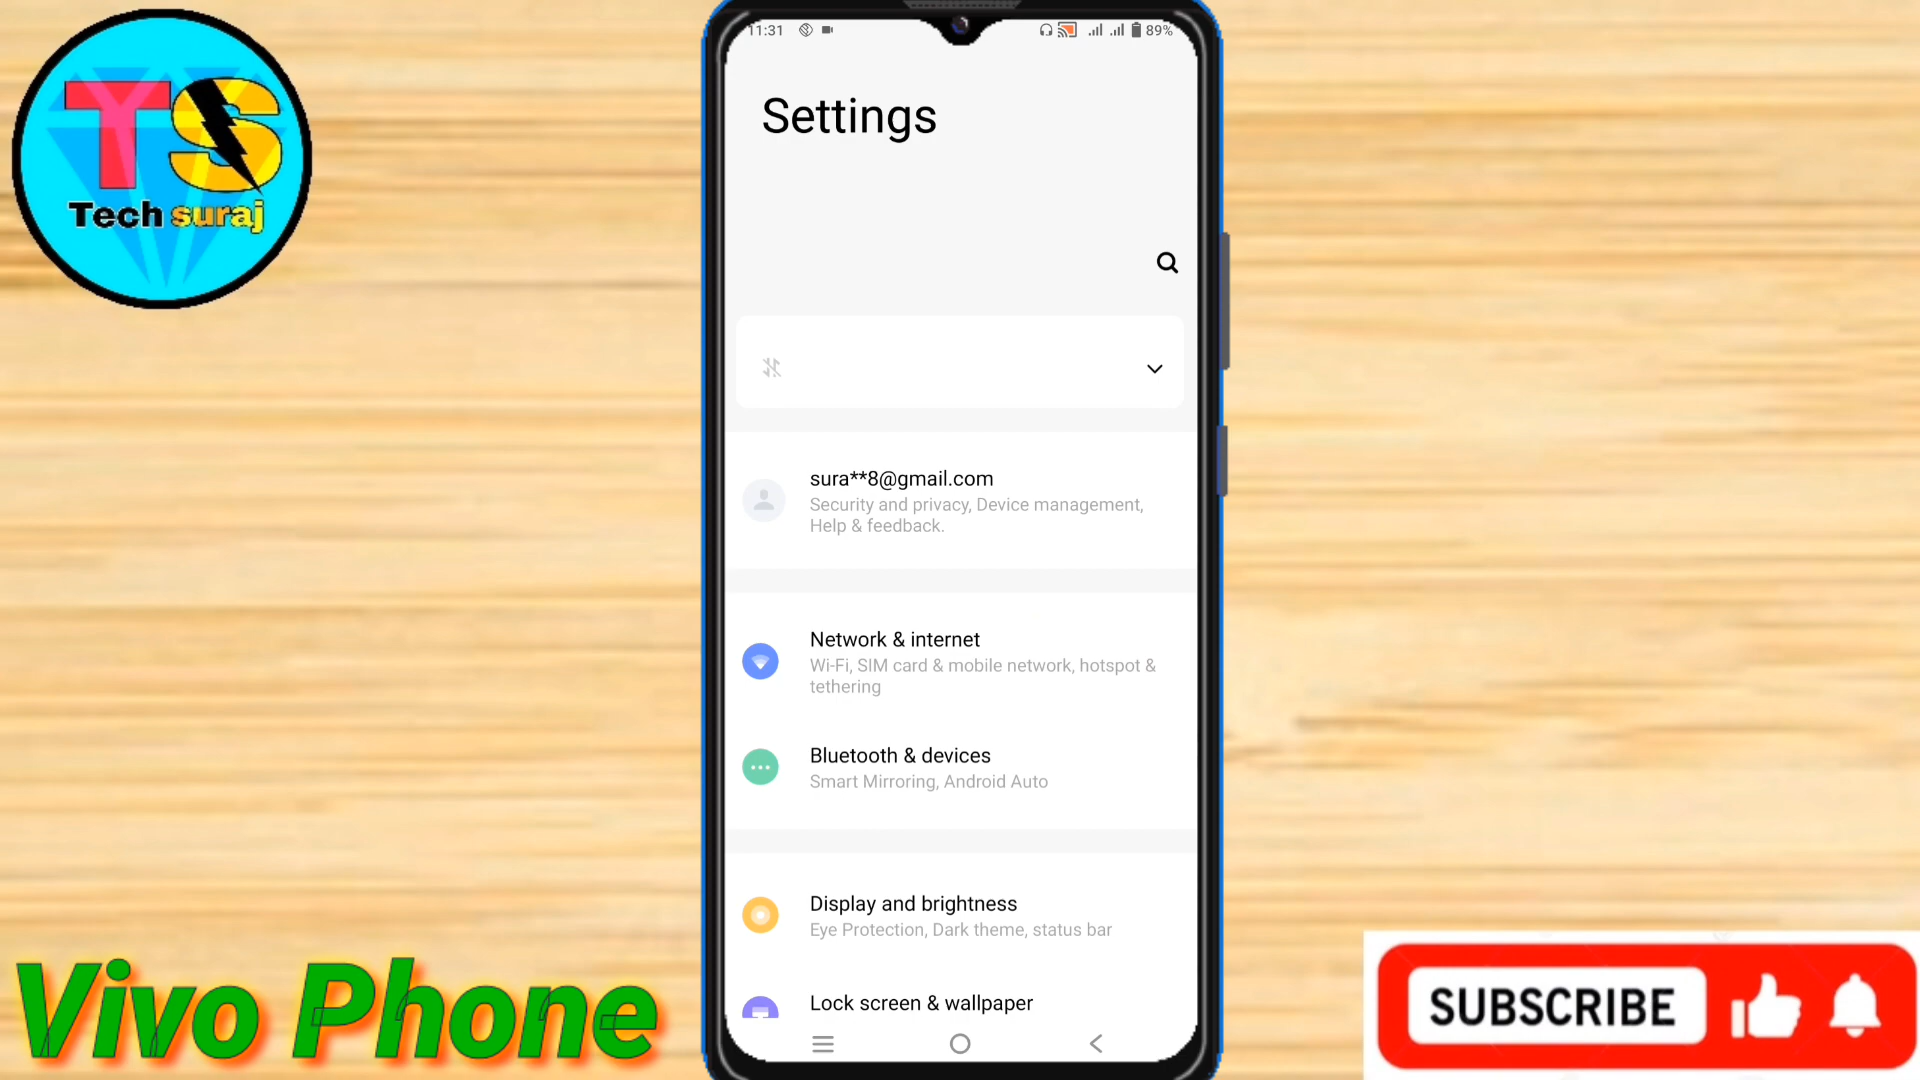 TS
Tech suraj
11:31
89%
Settings
sura**8@gmail.com
Security and privacy, Device management,
Help & feedback.
Network & internet
Wi-Fi, SIM card & mobile network, hotspot &
tethering
Bluetooth & devices
Smart Mirroring, Android Auto
Display and brightness
Eye Protection, Dark theme, status bar
Lock screen & wallpaper
Vivo Phone
SUBSCRIBE